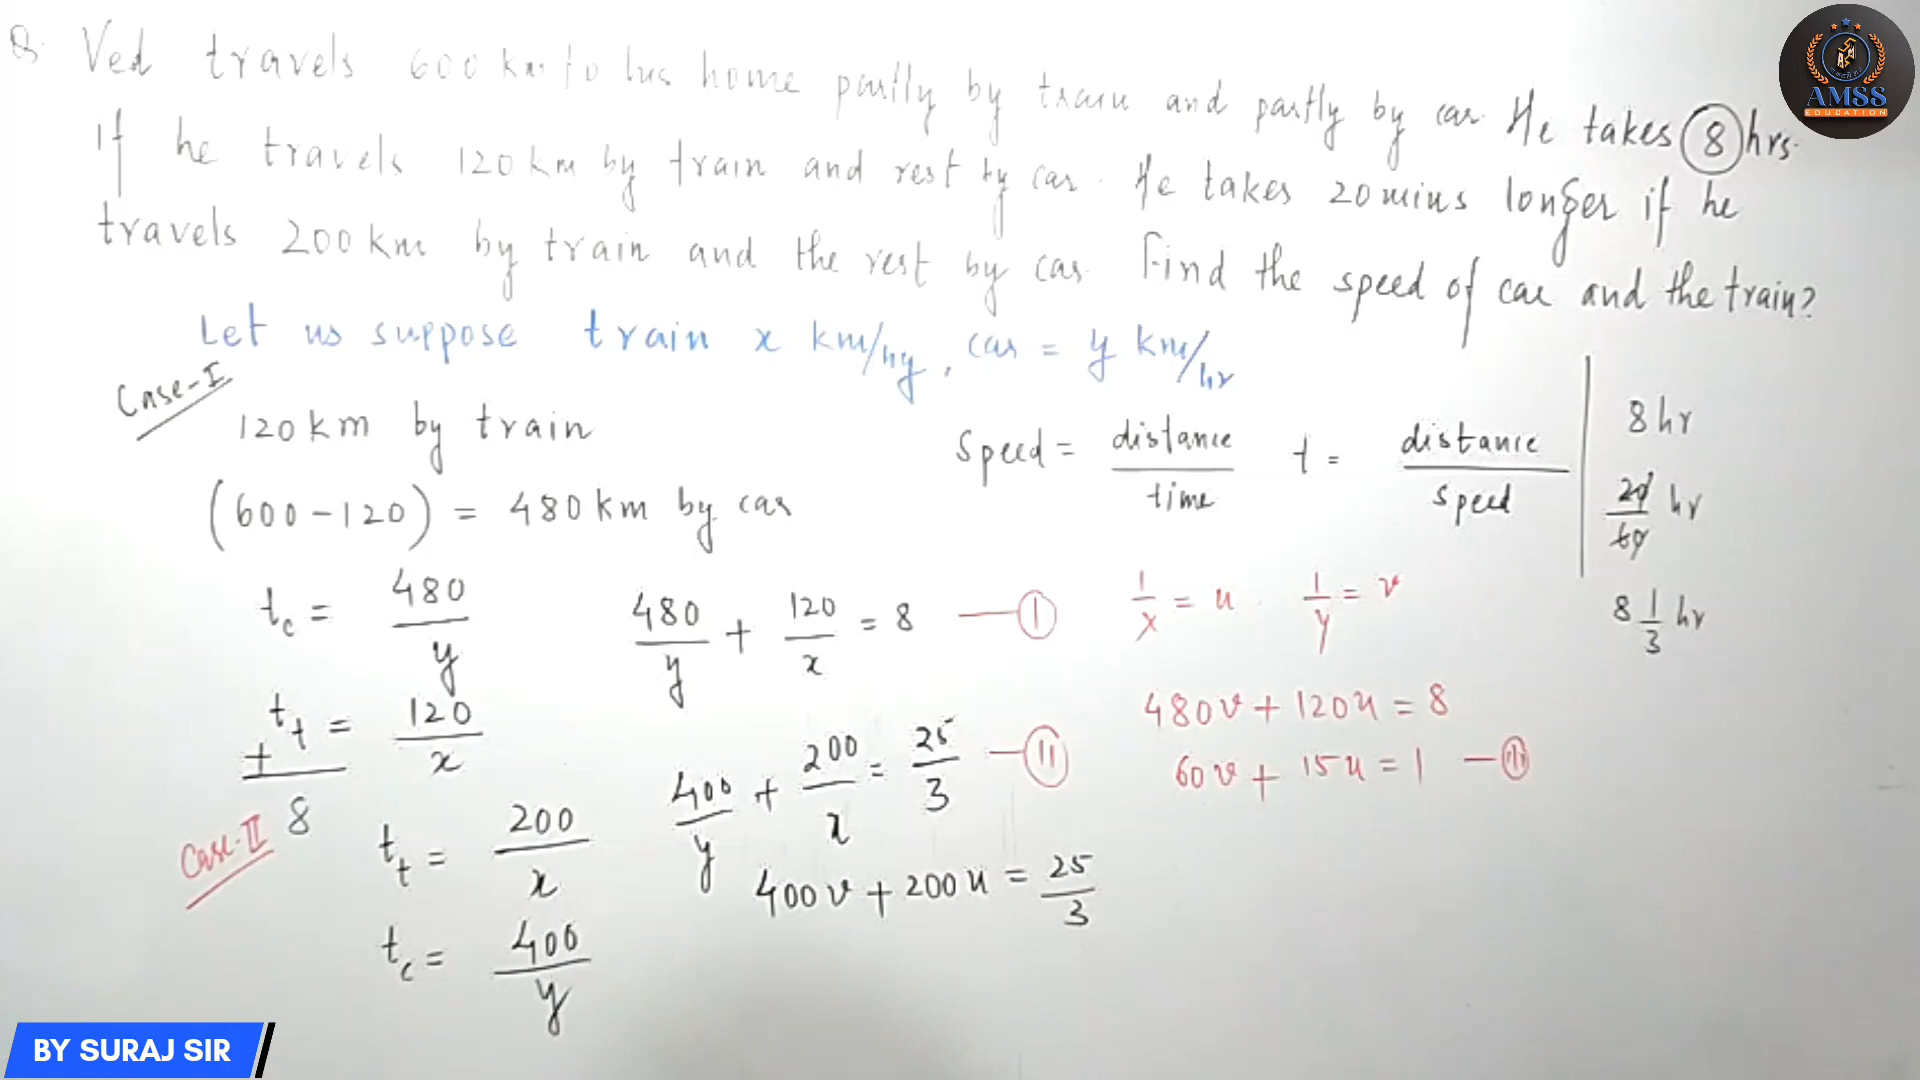 Q. Ved travels 600 km to his home partly by train and partly by car. He takes 8 hrs.
If he travels 120 km by train and rest by car. He takes 20 mins longer if he
travels 200 km by train and the rest by car. Find the speed of car and the train?
Let us suppose train x km/hr, car = y km/hr
Case-I
120 km by train
(600-120) = 480 km by car
Speed = distance/time t = distance/speed
8 hr
20/60 hr
8 1/3 hr
t_c = 480/y
t_t = 120/x
+
8
480/y + 120/x = 8 — I
1/x = u . 1/y = v
480v + 120u = 8
60v + 15u = 1 — III
400/y + 200/x = 25/3 — II
400v + 200u = 25/3
Case-II
t_t = 200/x
t_c = 400/y
AMSS
EDUCATION
BY SURAJ SIR